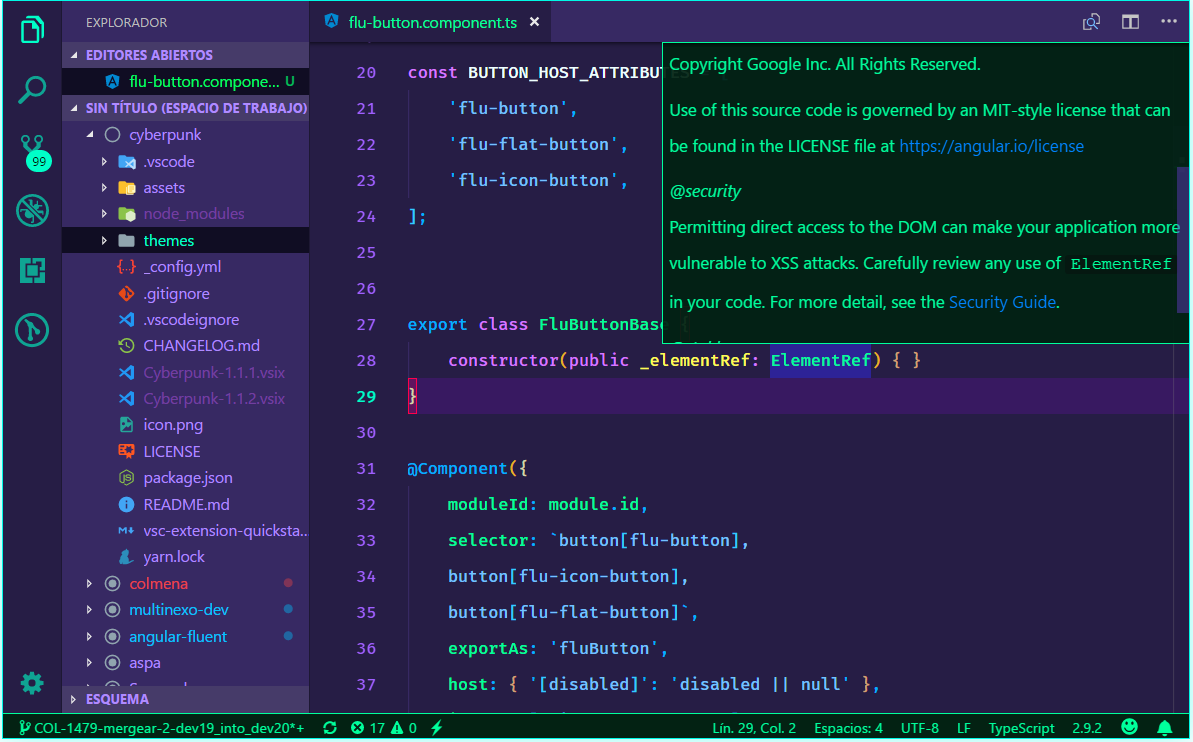 EXPLORADOR
EDITORES ABIERTOS
flu-button.compone... U
SIN TÍTULO (ESPACIO DE TRABAJO)
cyberpunk
.vscode
assets
node_modules
themes
_config.yml
.gitignore
.vscodeignore
CHANGELOG.md
Cyberpunk-1.1.1.vsix
Cyberpunk-1.1.2.vsix
icon.png
LICENSE
package.json
README.md
vsc-extension-quicksta...
yarn.lock
colmena
multinexo-dev
angular-fluent
aspa
ESQUEMA
99
flu-button.component.ts ×
20 const BUTTON_HOST_ATTRIBUTES
21 'flu-button',
22 'flu-flat-button',
23 'flu-icon-button',
24 ];
25
26
27 export class FluButtonBase {
28 constructor(public _elementRef: ElementRef) { }
29 }
30
31 @Component({
32 moduleId: module.id,
33 selector: `button[flu-button],
34 button[flu-icon-button],
35 button[flu-flat-button]`,
36 exportAs: 'fluButton',
37 host: { '[disabled]': 'disabled || null' },
Copyright Google Inc. All Rights Reserved.
Use of this source code is governed by an MIT-style license that can
be found in the LICENSE file at https://angular.io/license
@security
Permitting direct access to the DOM can make your application more
vulnerable to XSS attacks. Carefully review any use of ElementRef
in your code. For more detail, see the Security Guide.
COL-1479-mergear-2-dev19_into_dev20*+ 17 0 Lín. 29, Col. 2 Espacios: 4 UTF-8 LF TypeScript 2.9.2